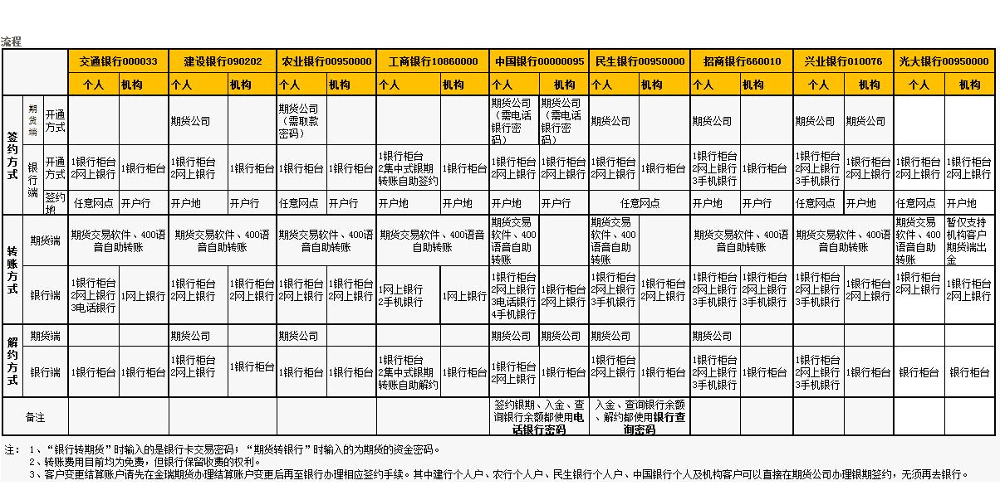 流程
交通银行000033 建设银行090202 农业银行00950000 工商银行10860000 中国银行00000095 民生银行00950000 招商银行660010 兴业银行010076 光大银行00950000
个人 机构 个人 机构 个人 机构 个人 机构 个人 机构 个人 机构 个人 机构 个人 机构 个人 机构
签约方式
期货端
开通方式
期货公司
期货公司
（需取款
密码）
期货公司
（需电话
银行密
码）
期货公司
（需电话
银行密
码）
期货公司
期货公司
期货公司
期货公司
银行端
开通方式
1银行柜台
2网上银行
1银行柜台
1银行柜台
2网上银行
1银行柜台
1银行柜台
1银行柜台
1银行柜台
2集中式银期
转账自助签约
1银行柜台
1银行柜台
2网上银行
1银行柜台
2网上银行
1银行柜台
2网上银行
1银行柜台
1银行柜台
2网上银行
3手机银行
1银行柜台
1银行柜台
2网上银行
3手机银行
1银行柜台
2网上银行
1银行柜台
2网上银行
1银行柜台
2网上银行
签约地
任意网点 开户行 开户地 开户行 任意网点 开户行 开户地 开户地 开户地 开户行 任意网点 开户地 开户行 任意网点 开户地 任意网点 开户地
转账方式
期货端
期货交易软件、400语
音自助转账
期货交易软件、400语
音自助转账
期货交易软件、400语
音自助转账
期货交易软件、400语音
自助转账
期货交易
软件、400
语音自助
转账
期货交易
软件、400
语音自助
转账
期货交易软件、400语
音自助转账
期货交易软件、400语
音自助转账
期货交易
软件、400
语音自助
转账
暂仅支持
机构客户
期货端出
金
银行端
1银行柜台
2网上银行
3电话银行
1网上银行
1银行柜台
2网上银行
1银行柜台
2网上银行
1银行柜台
2网上银行
1银行柜台
2网上银行
1网上银行
2手机银行
1网上银行
1银行柜台
2网上银行
3电话银行
4手机银行
1银行柜台
2网上银行
1银行柜台
2网上银行
3手机银行
1银行柜台
2网上银行
1银行柜台
2网上银行
3手机银行
1银行柜台
2网上银行
3手机银行
1银行柜台
2网上银行
3手机银行
1银行柜台
2网上银行
1银行柜台
2网上银行
1银行柜台
2网上银行
解约方式
期货端
期货公司 期货公司 期货公司 期货公司 期货公司 期货公司
银行端
1银行柜台
1银行柜台
1银行柜台
2网上银行
1银行柜台
1银行柜台
1银行柜台
1银行柜台
2集中式银期
转账自助解约
1银行柜台
1银行柜台
2网上银行
1银行柜台
1银行柜台
2网上银行
1银行柜台
1银行柜台
2网上银行
3手机银行
1银行柜台
1银行柜台
2网上银行
3手机银行
1银行柜台
银行柜台
银行柜台
备注
签约银期、入金、查
询银行余额都使用电
话银行密码
入金、查询银行余额
、解约都使用银行查
询密码
注： 1、“银行转期货”时输入的是银行卡交易密码；“期货转银行”时输入的为期货的资金密码。
2、转账费用目前均为免费，但银行保留收费的权利。
3、客户变更结算账户请先在金瑞期货办理结算账户变更后再至银行办理相应签约手续。其中建行个人户、农行个人户、民生银行个人户、中国银行个人及机构客户可以直接在期货公司办理银期签约，无须再去银行。